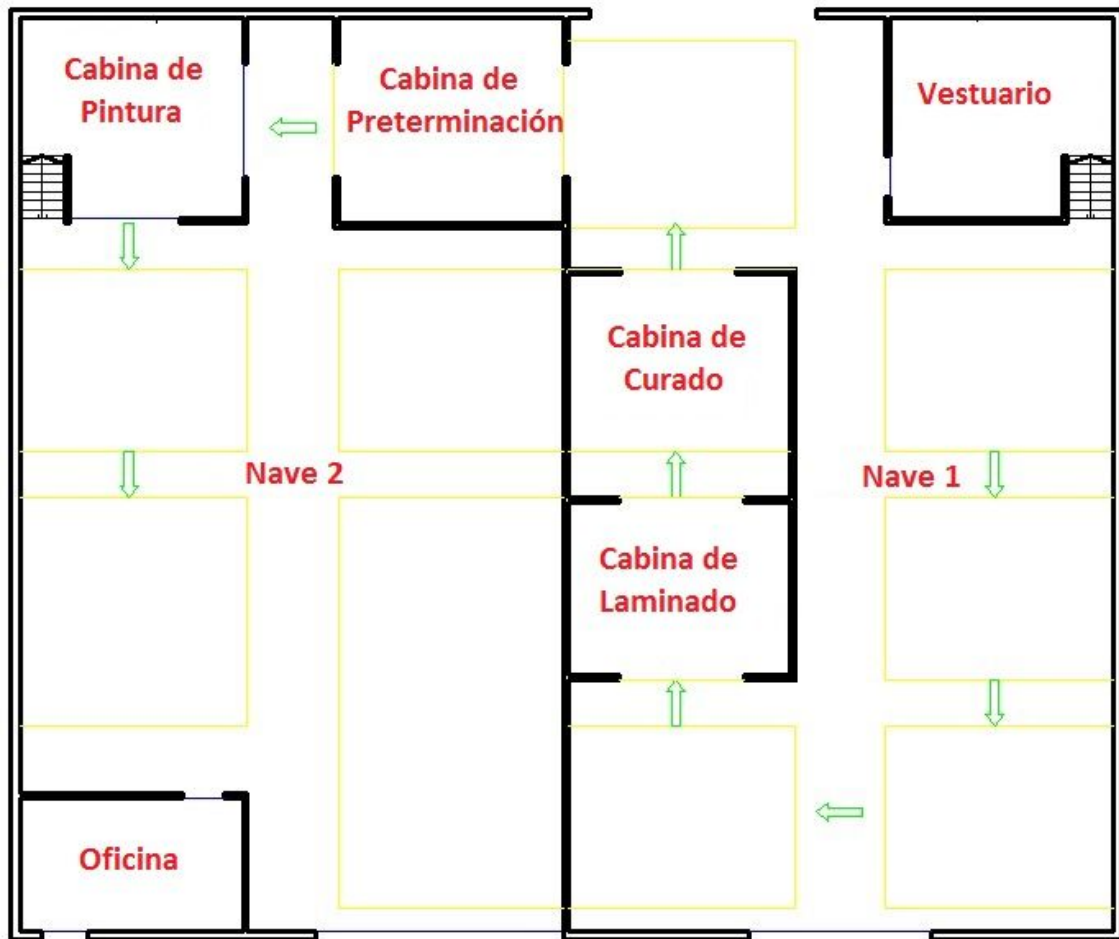 Cabina de
Pintura
Cabina de
Preterminación
Vestuario
Cabina de
Curado
Nave 2
Nave 1
Cabina de
Laminado
Oficina